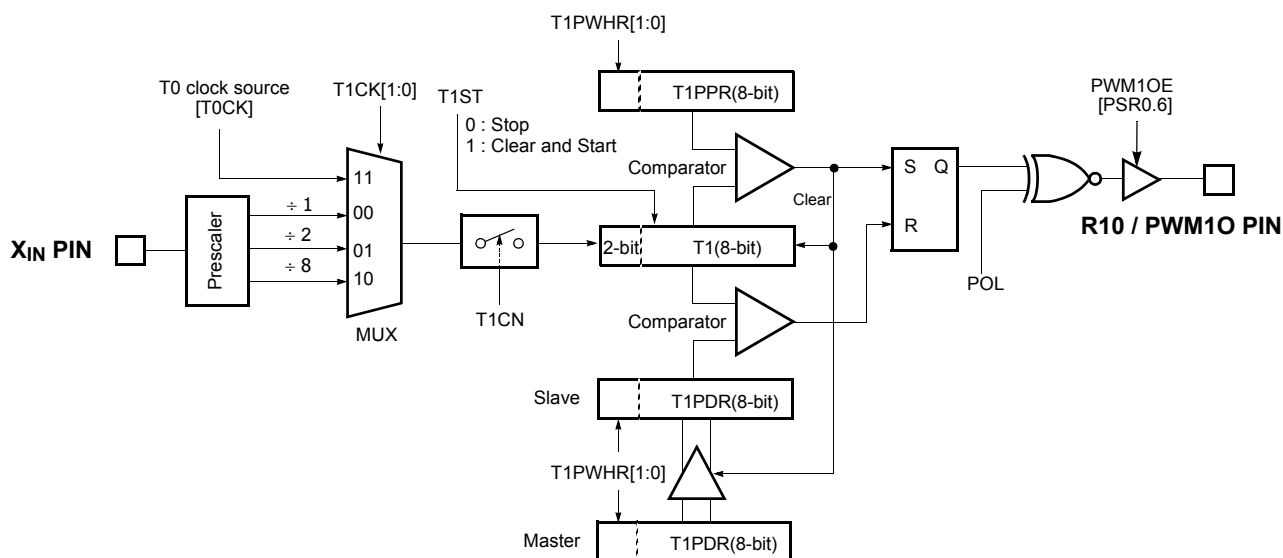 T1PWHR[1:0]
T0 clock source
[T0CK]
T1CK[1:0]
T1ST
0 : Stop
1 : Clear and Start
T1PPR(8-bit)
PWM1OE
[PSR0.6]
Comparator
Clear
S Q
R
11
00
01
10
÷ 1
÷ 2
÷ 8
XIN PIN
Prescaler
MUX
T1CN
2-bit
T1(8-bit)
POL
R10 / PWM1O PIN
Comparator
Slave
T1PDR(8-bit)
T1PWHR[1:0]
Master
T1PDR(8-bit)